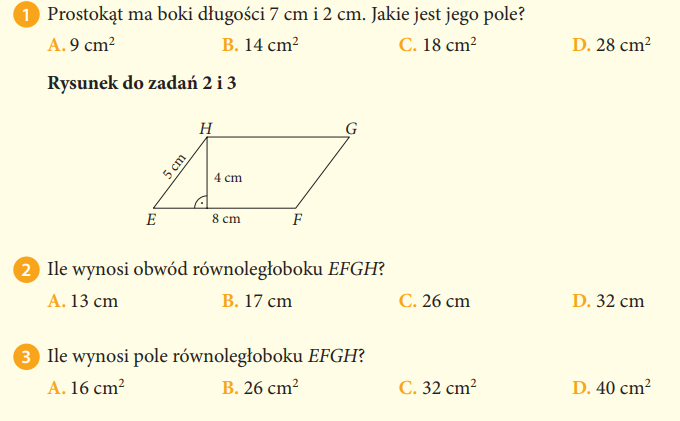 1 Prostokąt ma boki długości 7 cm i 2 cm. Jakie jest jego pole?
A. 9 cm² B. 14 cm² C. 18 cm² D. 28 cm²
Rysunek do zadań 2 i 3
H G
5 cm
4 cm
E 8 cm F
2 Ile wynosi obwód równoległoboku EFGH?
A. 13 cm B. 17 cm C. 26 cm D. 32 cm
3 Ile wynosi pole równoległoboku EFGH?
A. 16 cm² B. 26 cm² C. 32 cm² D. 40 cm²